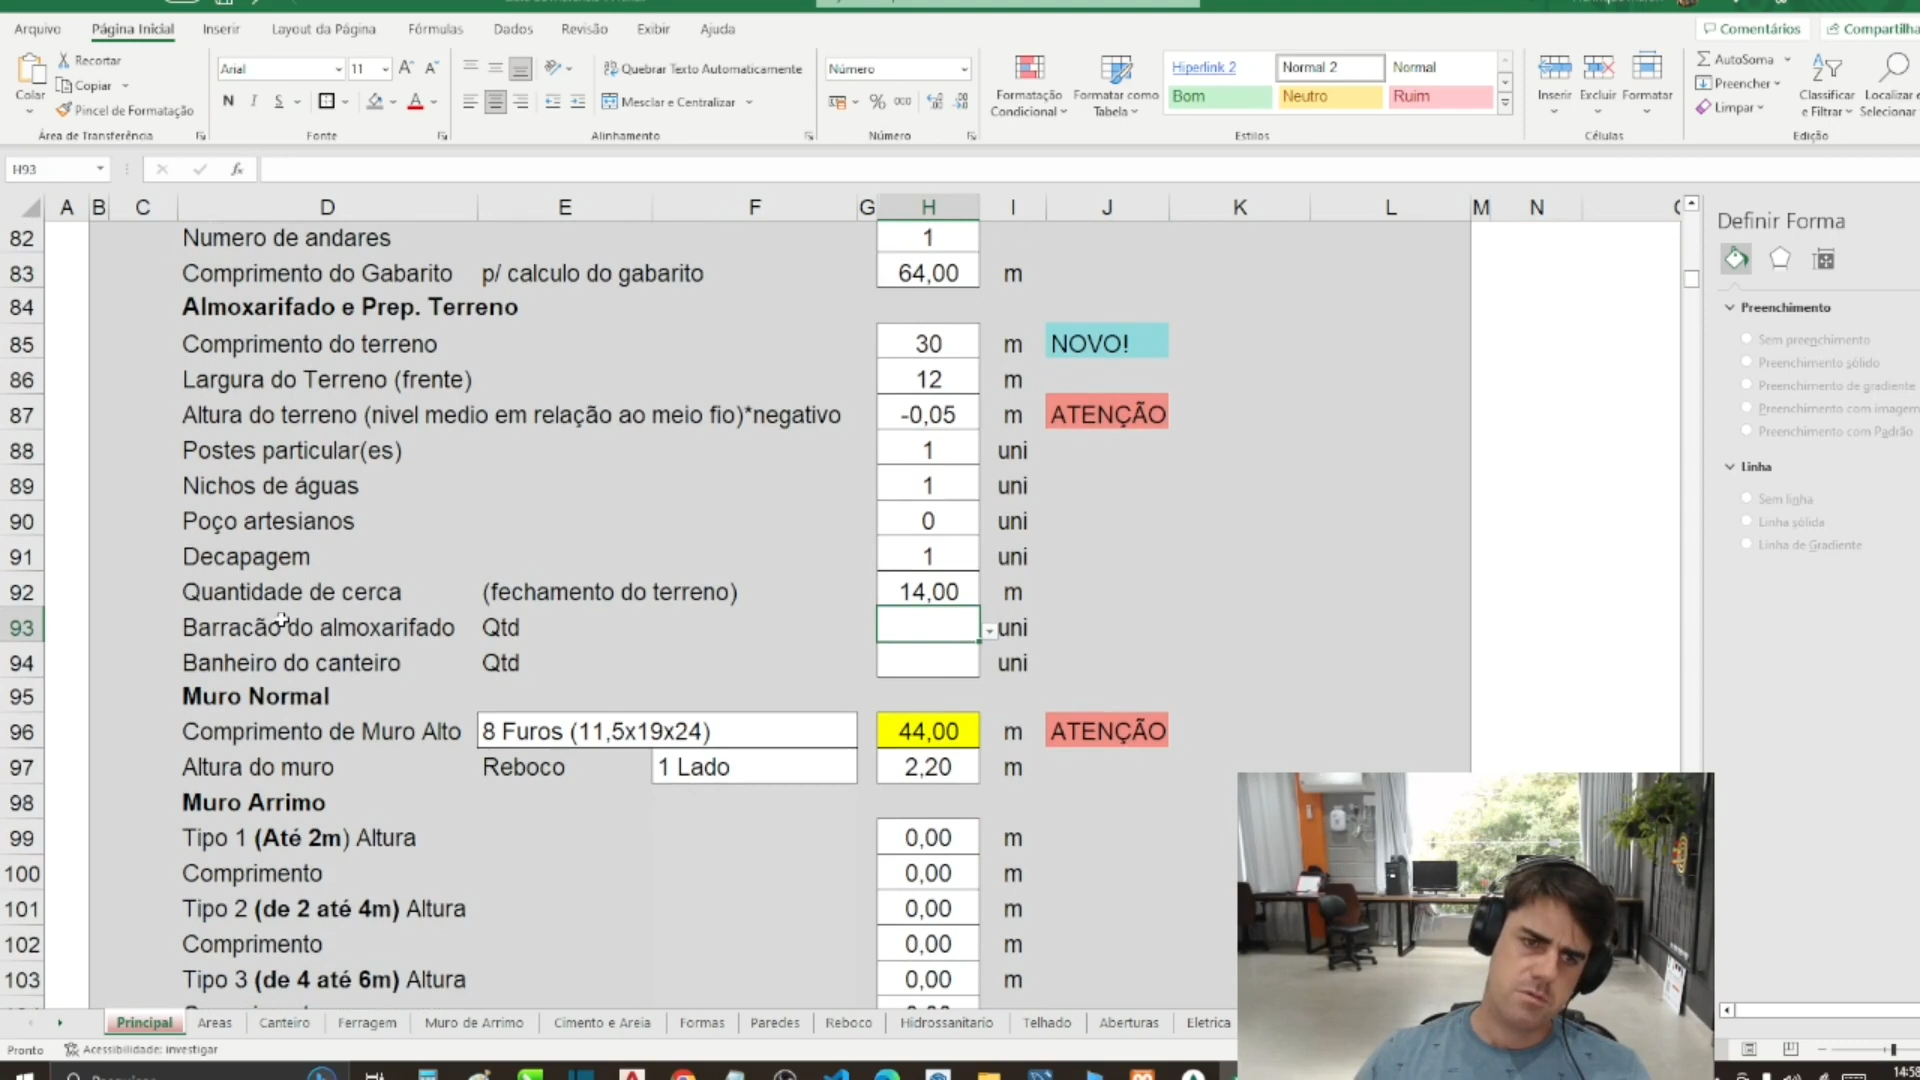 Arquivo Página Inicial Inserir Layout da Página Fórmulas Dados Revisão Exibir Ajuda Comentários Compartilha
Colar Recortar Arial 11 Quebrar Texto Automaticamente Número Formatação Condicional Formatar como Tabela Hiperlink 2 Normal 2 Normal Inserir Excluir Formatar AutoSoma Classificar e Filtrar Localizar e Selecionar
Copiar N I S Mesclar e Centralizar % 000 Bom Neutro Ruim Preencher
Pincel de Formatação Limpar
Área de Transferência Fonte Alinhamento Número Estilos Células Edição
H93 fx
A B C D E F G H I J K L M N
82 Numero de andares 1
83 Comprimento do Gabarito p/ calculo do gabarito 64,00 m
84 Almoxarifado e Prep. Terreno
85 Comprimento do terreno 30 m NOVO!
86 Largura do Terreno (frente) 12 m
87 Altura do terreno (nivel medio em relação ao meio fio)*negativo -0,05 m ATENÇÃO
88 Postes particular(es) 1 uni
89 Nichos de águas 1 uni
90 Poço artesianos 0 uni
91 Decapagem 1 uni
92 Quantidade de cerca (fechamento do terreno) 14,00 m
93 Barracão do almoxarifado Qtd uni
94 Banheiro do canteiro Qtd uni
95 Muro Normal
96 Comprimento de Muro Alto 8 Furos (11,5x19x24) 44,00 m ATENÇÃO
97 Altura do muro Reboco 1 Lado 2,20 m
98 Muro Arrimo
99 Tipo 1 (Até 2m) Altura 0,00 m
100 Comprimento 0,00 m
101 Tipo 2 (de 2 até 4m) Altura 0,00 m
102 Comprimento 0,00 m
103 Tipo 3 (de 4 até 6m) Altura 0,00 m
Definir Forma
Preenchimento
Sem preenchimento
Preenchimento sólido
Preenchimento de gradiente
Preenchimento com imagem
Preenchimento com Padrão
Linha
Sem linha
Linha sólida
Linha de Gradiente
Principal Areas Canteiro Ferragem Muro de Arrimo Cimento e Areia Formas Paredes Reboco Hidrossanitario Telhado Aberturas Eletrica
Pronto Acessibilidade: investigar
14:58